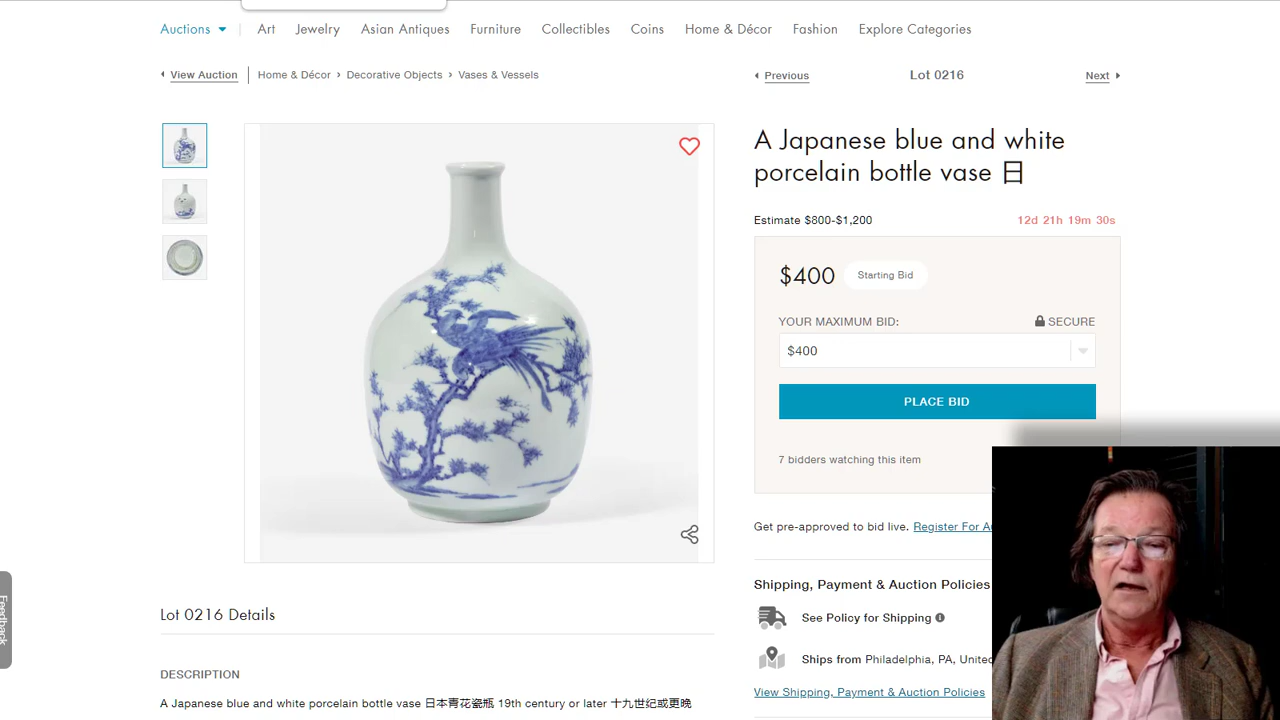 Auctions
Art
Jewelry
Asian Antiques
Furniture
Collectibles
Coins
Home & Décor
Fashion
Explore Categories
View Auction
Home & Décor › Decorative Objects › Vases & Vessels
Previous
Lot 0216
Next
A Japanese blue and white
porcelain bottle vase 日
Estimate $800-$1,200
12d 21h 19m 30s
$400
Starting Bid
YOUR MAXIMUM BID:
SECURE
$400
PLACE BID
7 bidders watching this item
Get pre-approved to bid live. Register For
Shipping, Payment & Auction Policies
See Policy for Shipping
Ships from Philadelphia, PA,
View Shipping, Payment & Auction Policies
Lot 0216 Details
DESCRIPTION
A Japanese blue and white porcelain bottle vase 日本青花瓷瓶 19th century or later 十九世纪或更晚
Feedback